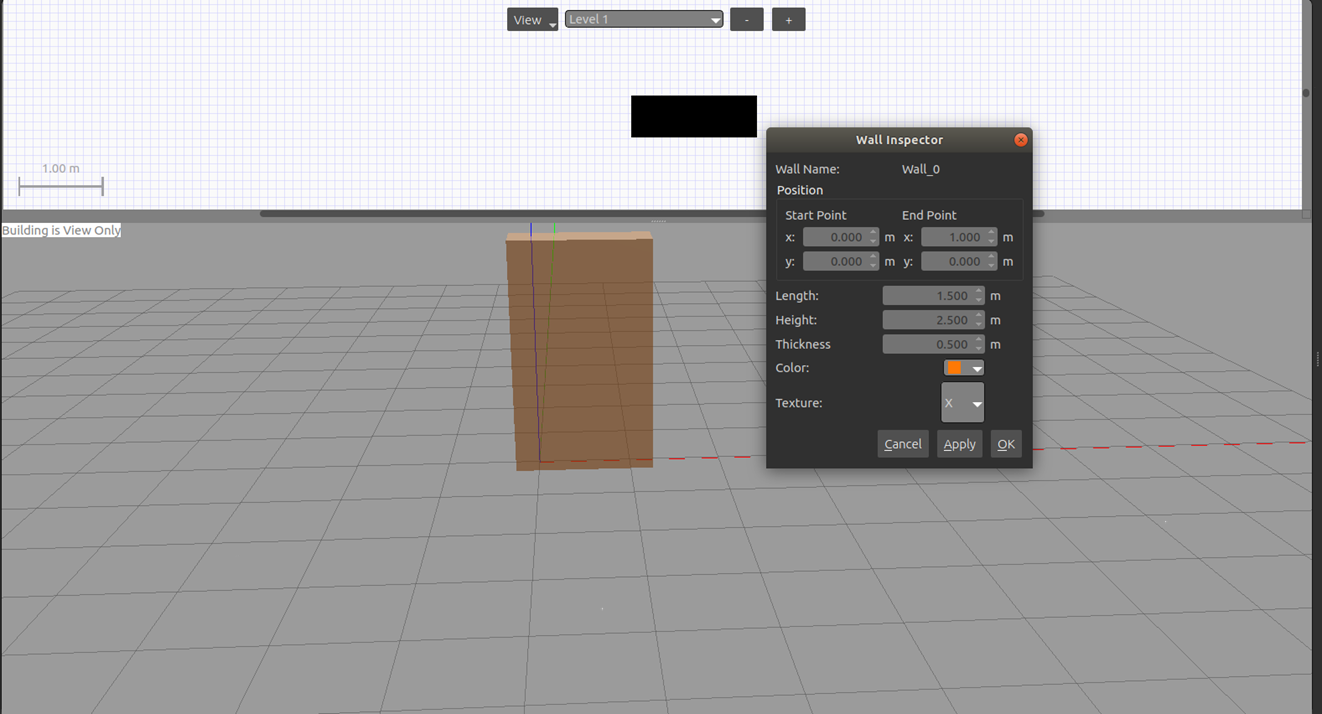 View Level 1 - +
1.00 m
Building is View Only
Wall Inspector
Wall Name: Wall_0
Position
Start Point End Point
x: 0.000 m x: 1.000 m
y: 0.000 m y: 0.000 m
Length: 1.500 m
Height: 2.500 m
Thickness 0.500 m
Color:
Texture: X
Cancel Apply OK